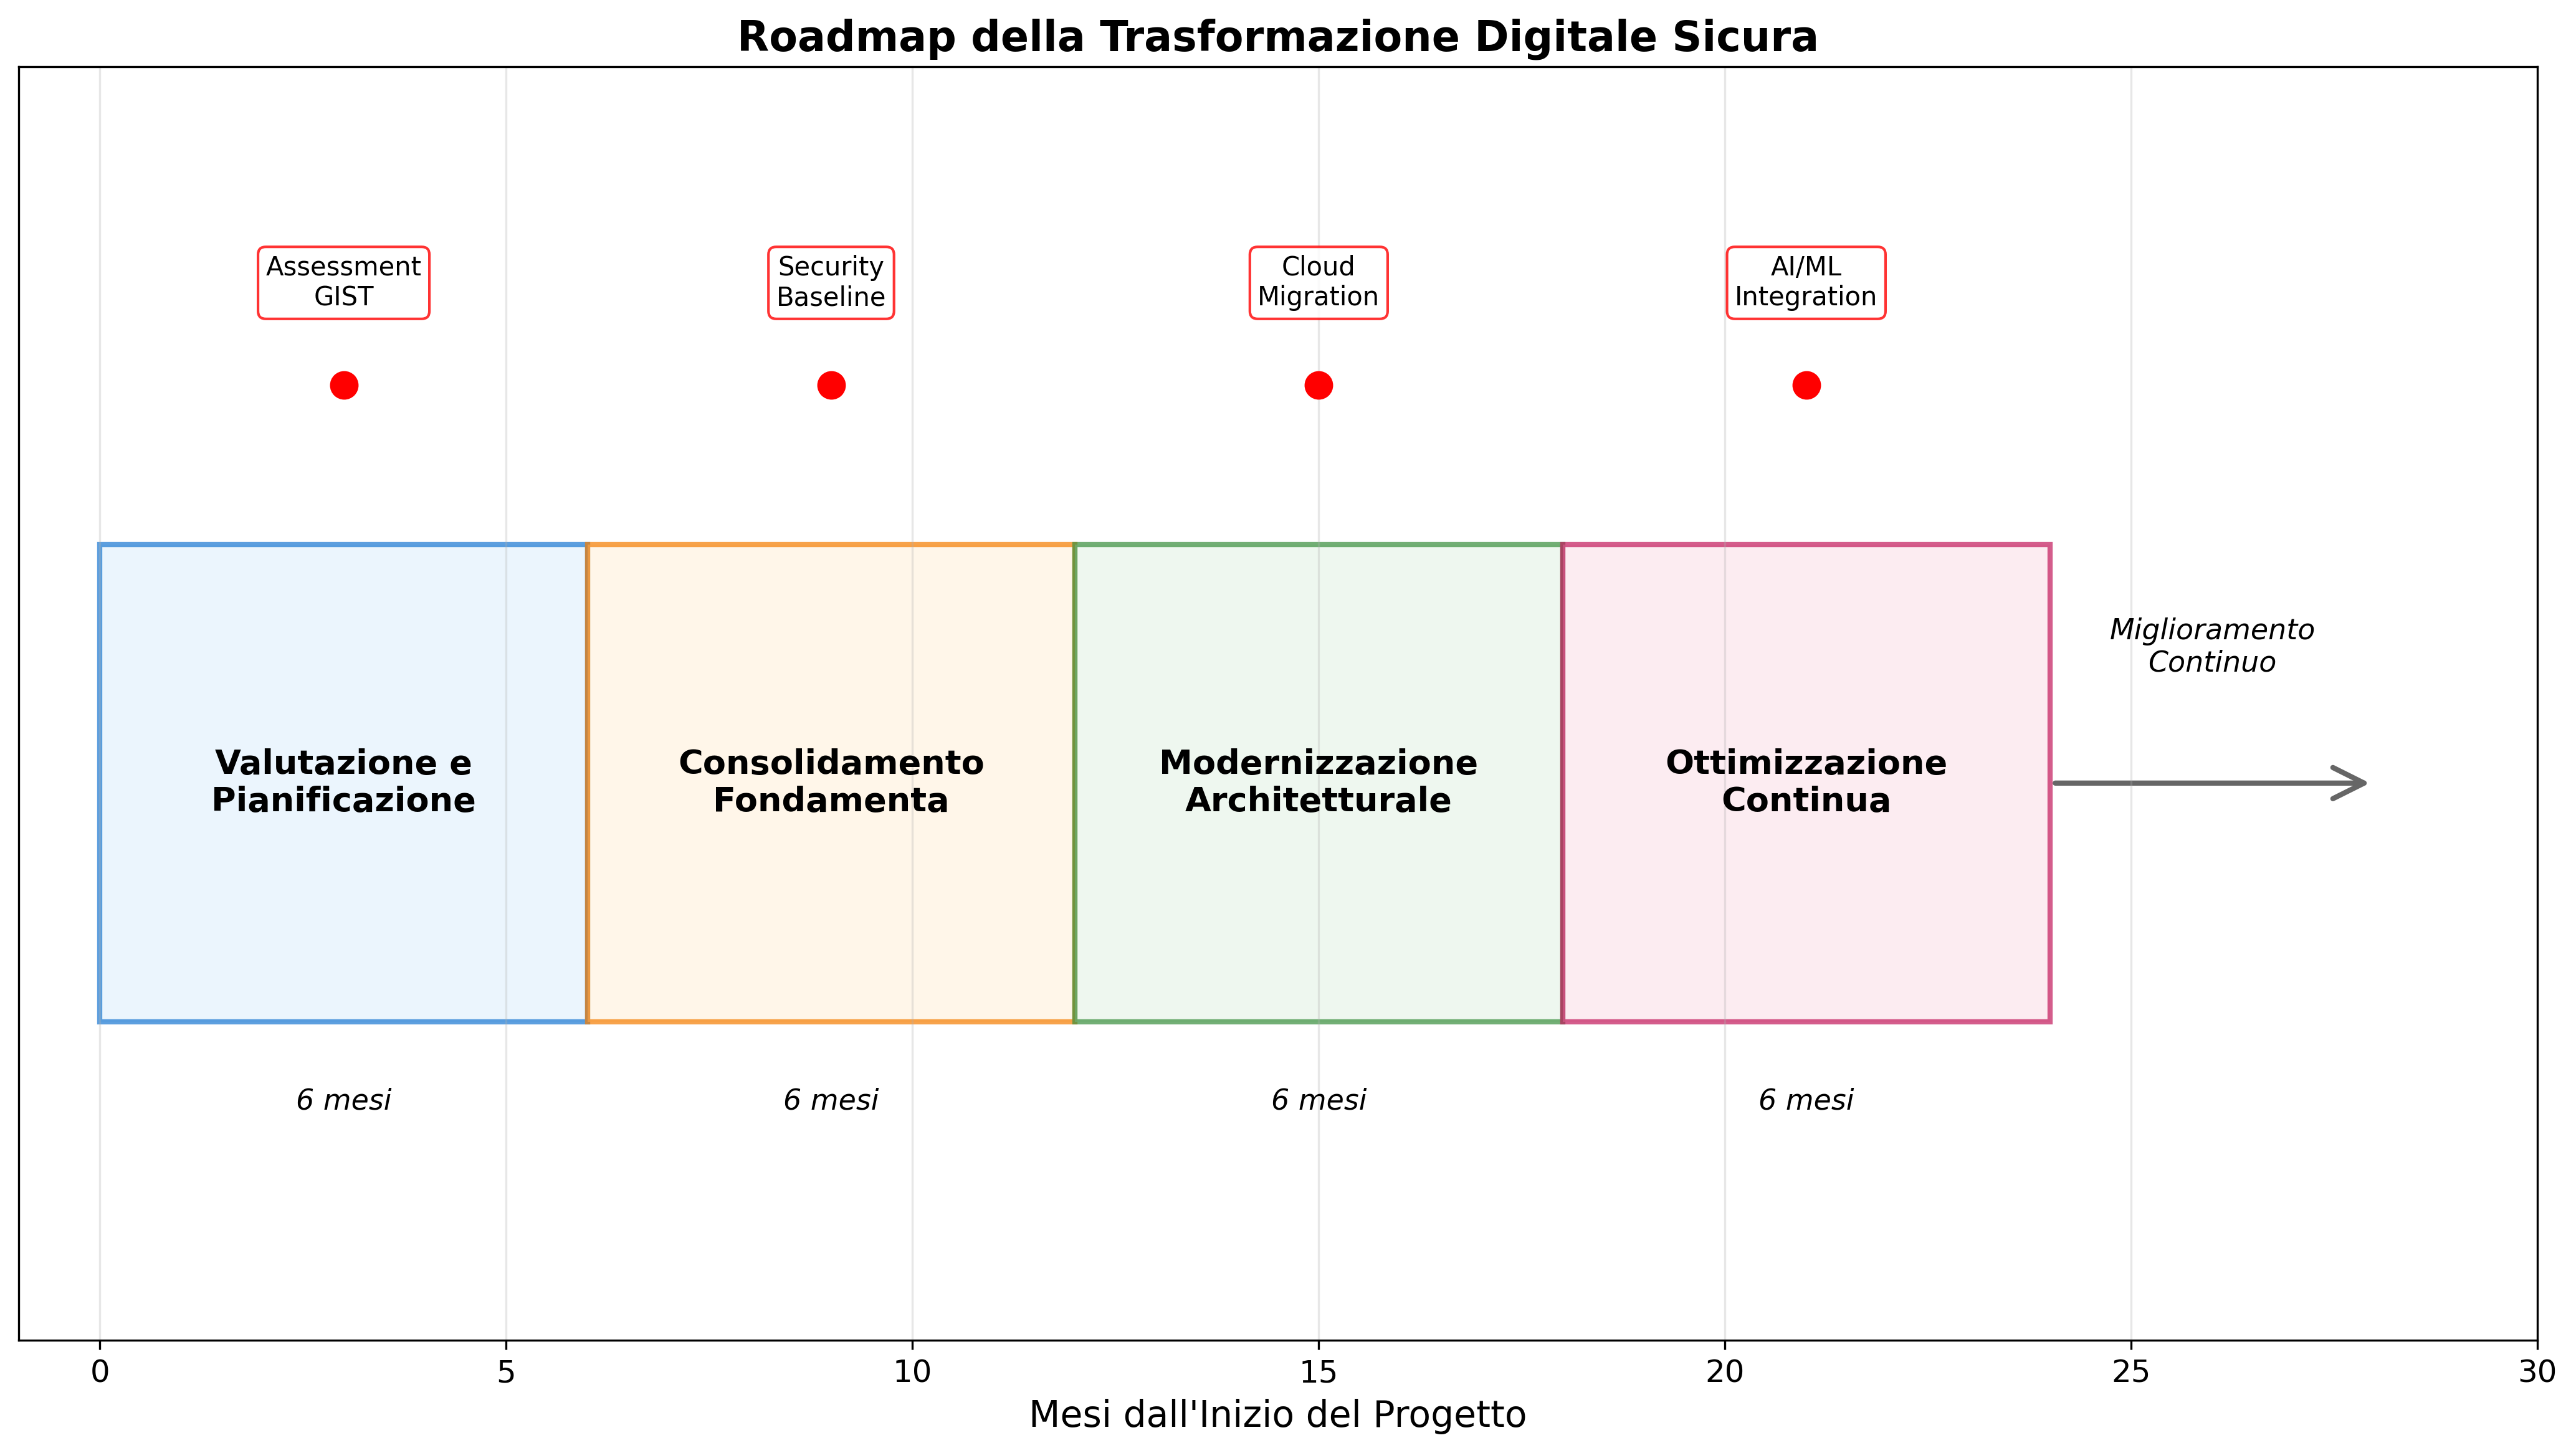 Roadmap della Trasformazione Digitale Sicura
Assessment
GIST
Security
Baseline
Cloud
Migration
AI/ML
Integration
Miglioramento
Continuo
Valutazione e
Pianificazione
Consolidamento
Fondamenta
Modernizzazione
Architetturale
Ottimizzazione
Continua
6 mesi
6 mesi
6 mesi
6 mesi
0
5
10
15
20
25
30
Mesi dall'Inizio del Progetto